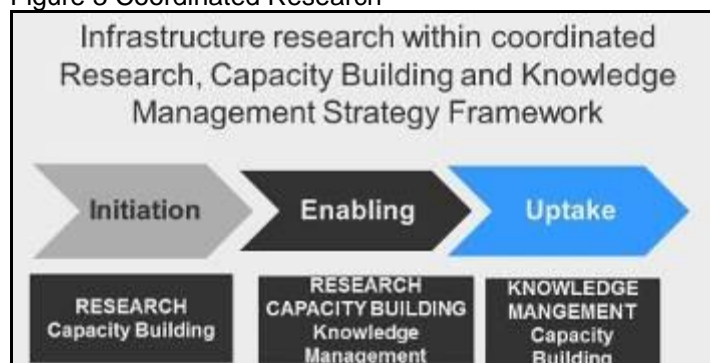 Figure 8 Coordinated Research
Infrastructure research within coordinated
Research, Capacity Building and Knowledge
Management Strategy Framework
Initiation
Enabling
Uptake
RESEARCH
Capacity Building
RESEARCH
CAPACITY BUILDING
Knowledge
Management
KNOWLEDGE
MANGEMENT
Capacity
Building